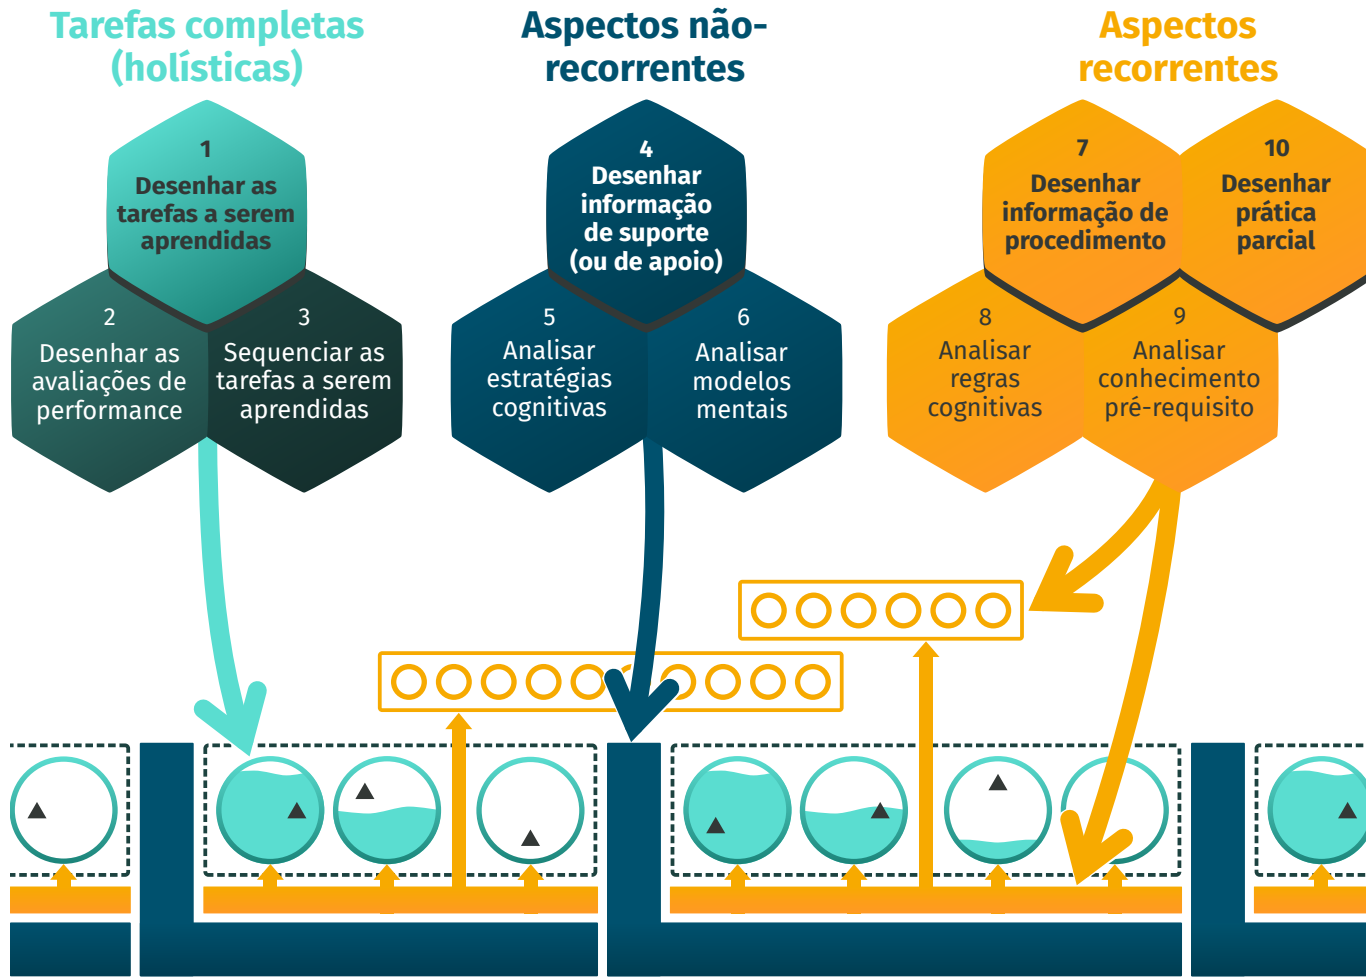 Tarefas completas
(holísticas)
Aspectos não-
recorrentes
Aspectos
recorrentes
1
Desenhar as
tarefas a serem
aprendidas
2
Desenhar as
avaliações de
performance
3
Sequenciar as
tarefas a serem
aprendidas
4
Desenhar
informação
de suporte
(ou de apoio)
5
Analisar
estratégias
cognitivas
6
Analisar
modelos
mentais
7
Desenhar
informação de
procedimento
10
Desenhar
prática
parcial
8
Analisar
regras
cognitivas
9
Analisar
conhecimento
pré-requisito